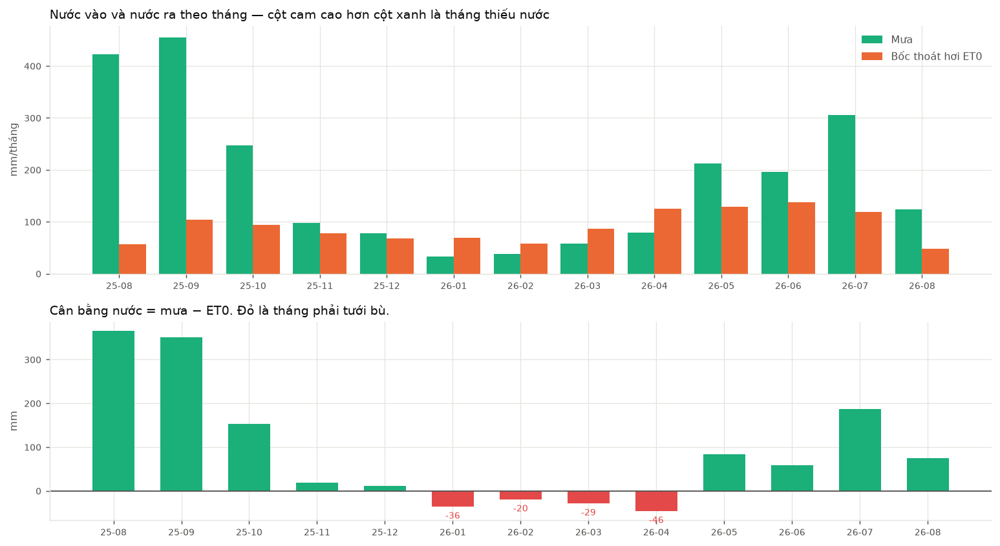 Nước vào và nước ra theo tháng — cột cam cao hơn cột xanh là tháng thiếu nước
Mưa
Bốc thoát hơi ET0
mm/tháng
400
300
200
100
0
25-08 25-09 25-10 25-11 25-12 26-01 26-02 26-03 26-04 26-05 26-06 26-07 26-08
Cân bằng nước = mưa − ET0. Đỏ là tháng phải tưới bù.
mm
300
200
100
0
-36 -20 -29 -46
25-08 25-09 25-10 25-11 25-12 26-01 26-02 26-03 26-04 26-05 26-06 26-07 26-08